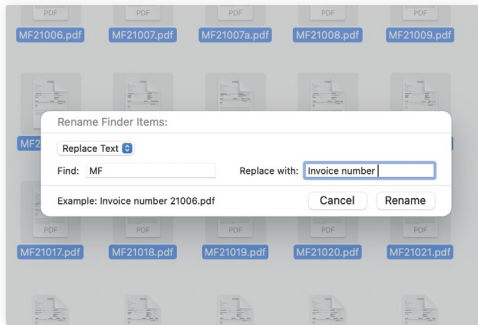 PDF PDF PDF PDF PDF
MF21006.pdf MF21007.pdf MF21007a.pdf MF21008.pdf MF21009.pdf
Rename Finder Items:
Replace Text
MF2
Find: MF Replace with: Invoice number
Example: Invoice number 21006.pdf Cancel Rename
PDF PDF PDF PDF PDF
MF21017.pdf MF21018.pdf MF21019.pdf MF21020.pdf MF21021.pdf